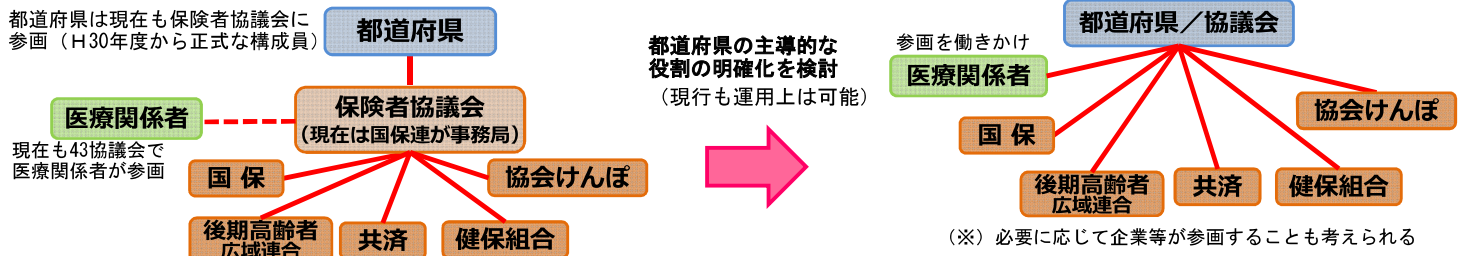 都道府県は現在も保険者協議会に
参画（H30年度から正式な構成員）
都道府県
医療関係者
保険者協議会
（現在は国保連が事務局）
現在も43協議会で
医療関係者が参画
国 保
協会けんぽ
後期高齢者
広域連合
共済
健保組合
都道府県の主導的な
役割の明確化を検討
（現行も運用上は可能）
都道府県／協議会
参画を働きかけ
医療関係者
協会けんぽ
国 保
後期高齢者
広域連合
共済
健保組合
（※）必要に応じて企業等が参画することも考えられる